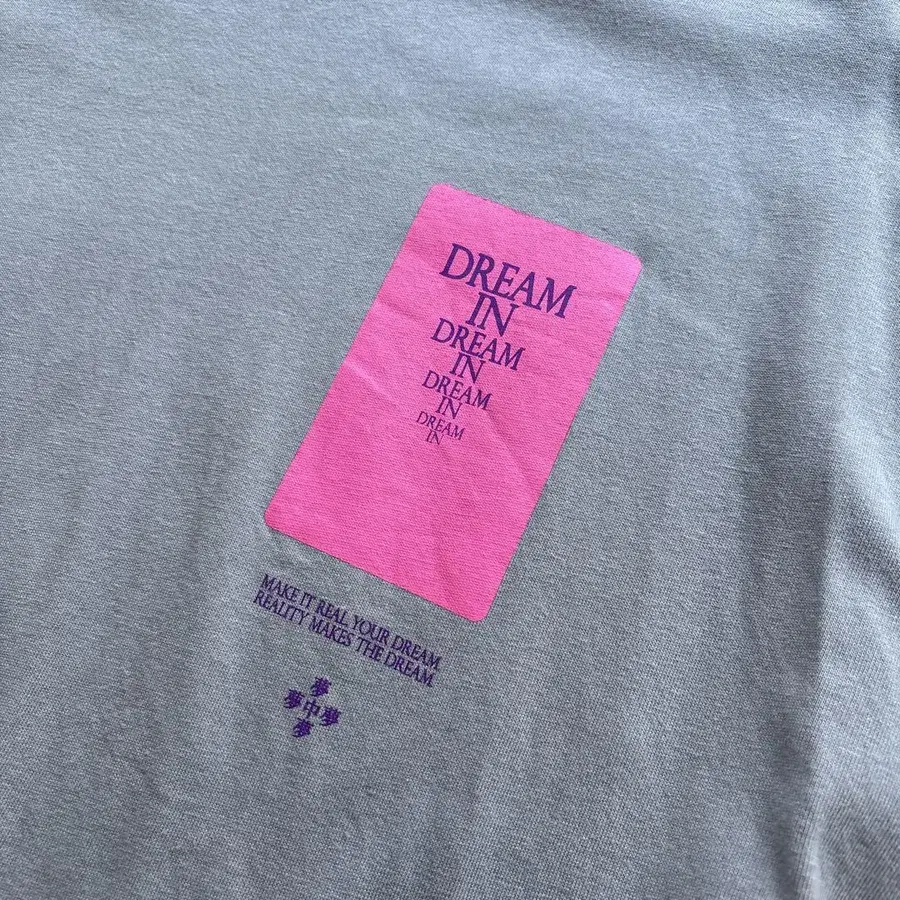 DREAM
IN
DREAM
IN
DREAM
IN
DREAM
IN
MAKE IT REAL YOUR DREAM.
REALITY MAKES THE DREAM.
夢
夢中夢
夢